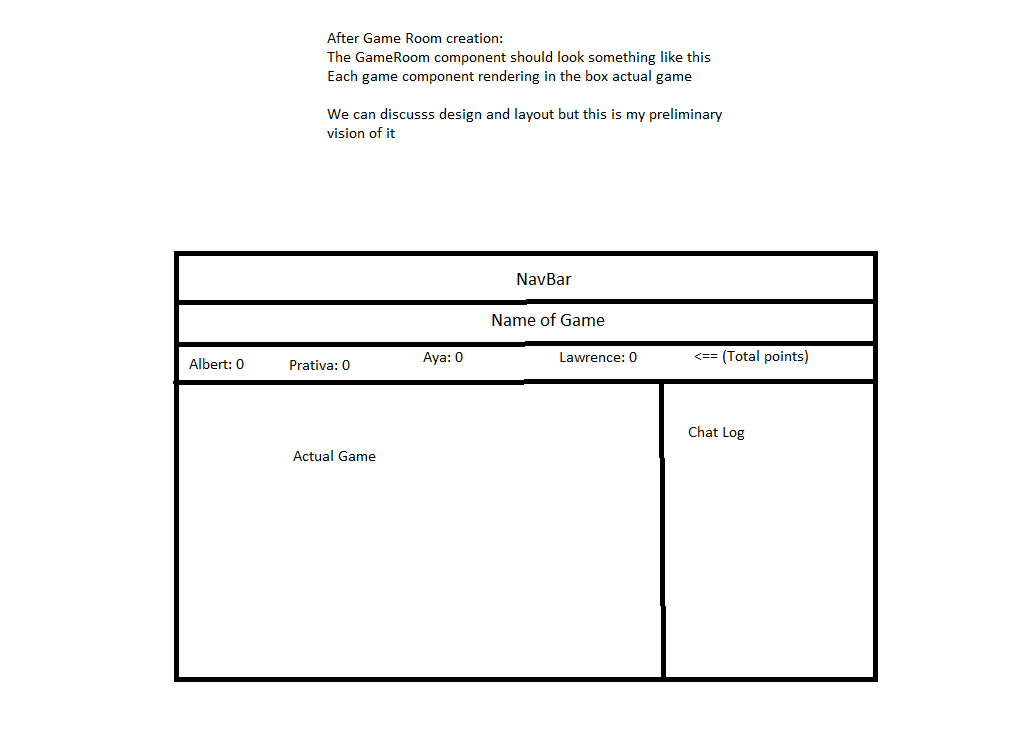 After Game Room creation:
The GameRoom component should look something like this
Each game component rendering in the box actual game
We can discusss design and layout but this is my preliminary
vision of it
NavBar
Name of Game
Albert: 0 Prativa: 0 Aya: 0 Lawrence: 0 <== (Total points)
Chat Log
Actual Game